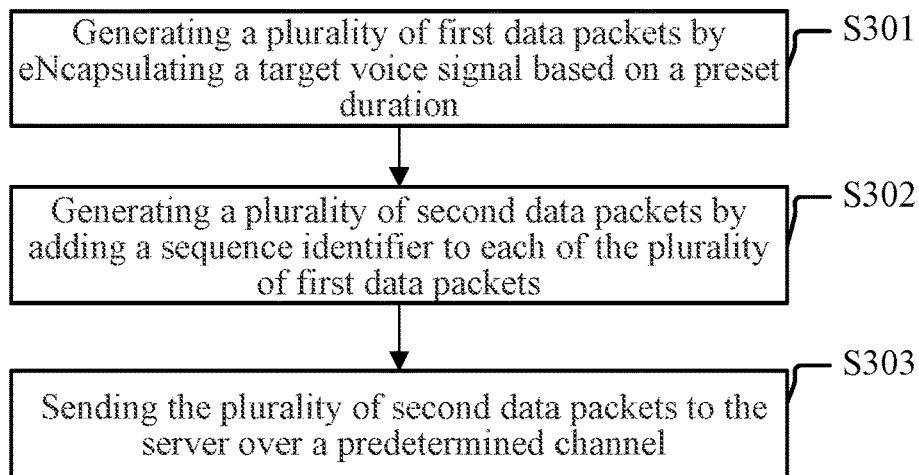 Generating a plurality of first data packets by
eNcapsulating a target voice signal based on a preset
duration
S301
Generating a plurality of second data packets by
adding a sequence identifier to each of the plurality
of first data packets
S302
Sending the plurality of second data packets to the
server over a predetermined channel
S303